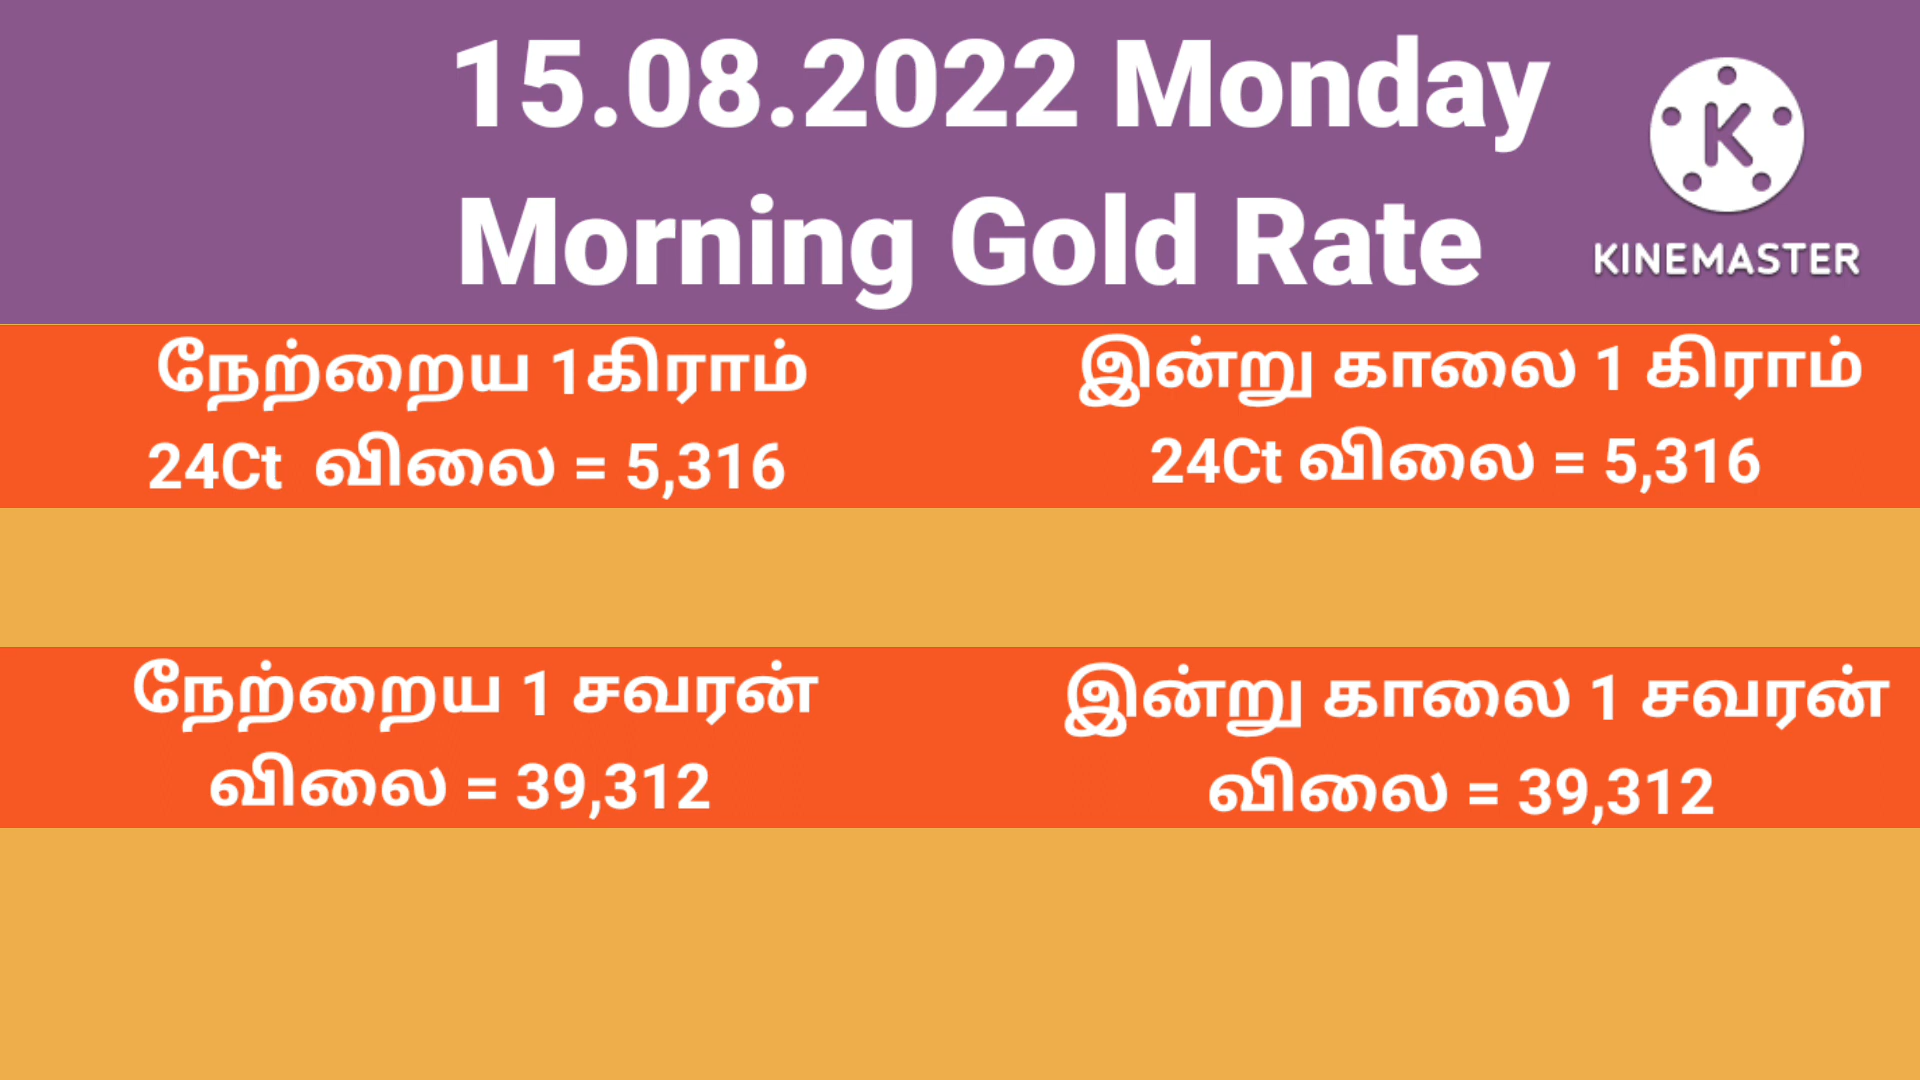 15.08.2022 Monday
Morning Gold Rate
KINEMASTER
நேற்றைய 1கிராம்
24Ct விலை = 5,316
இன்று காலை 1 கிராம்
24Ct விலை = 5,316
நேற்றைய 1 சவரன்
விலை = 39,312
இன்று காலை 1 சவரன்
விலை = 39,312